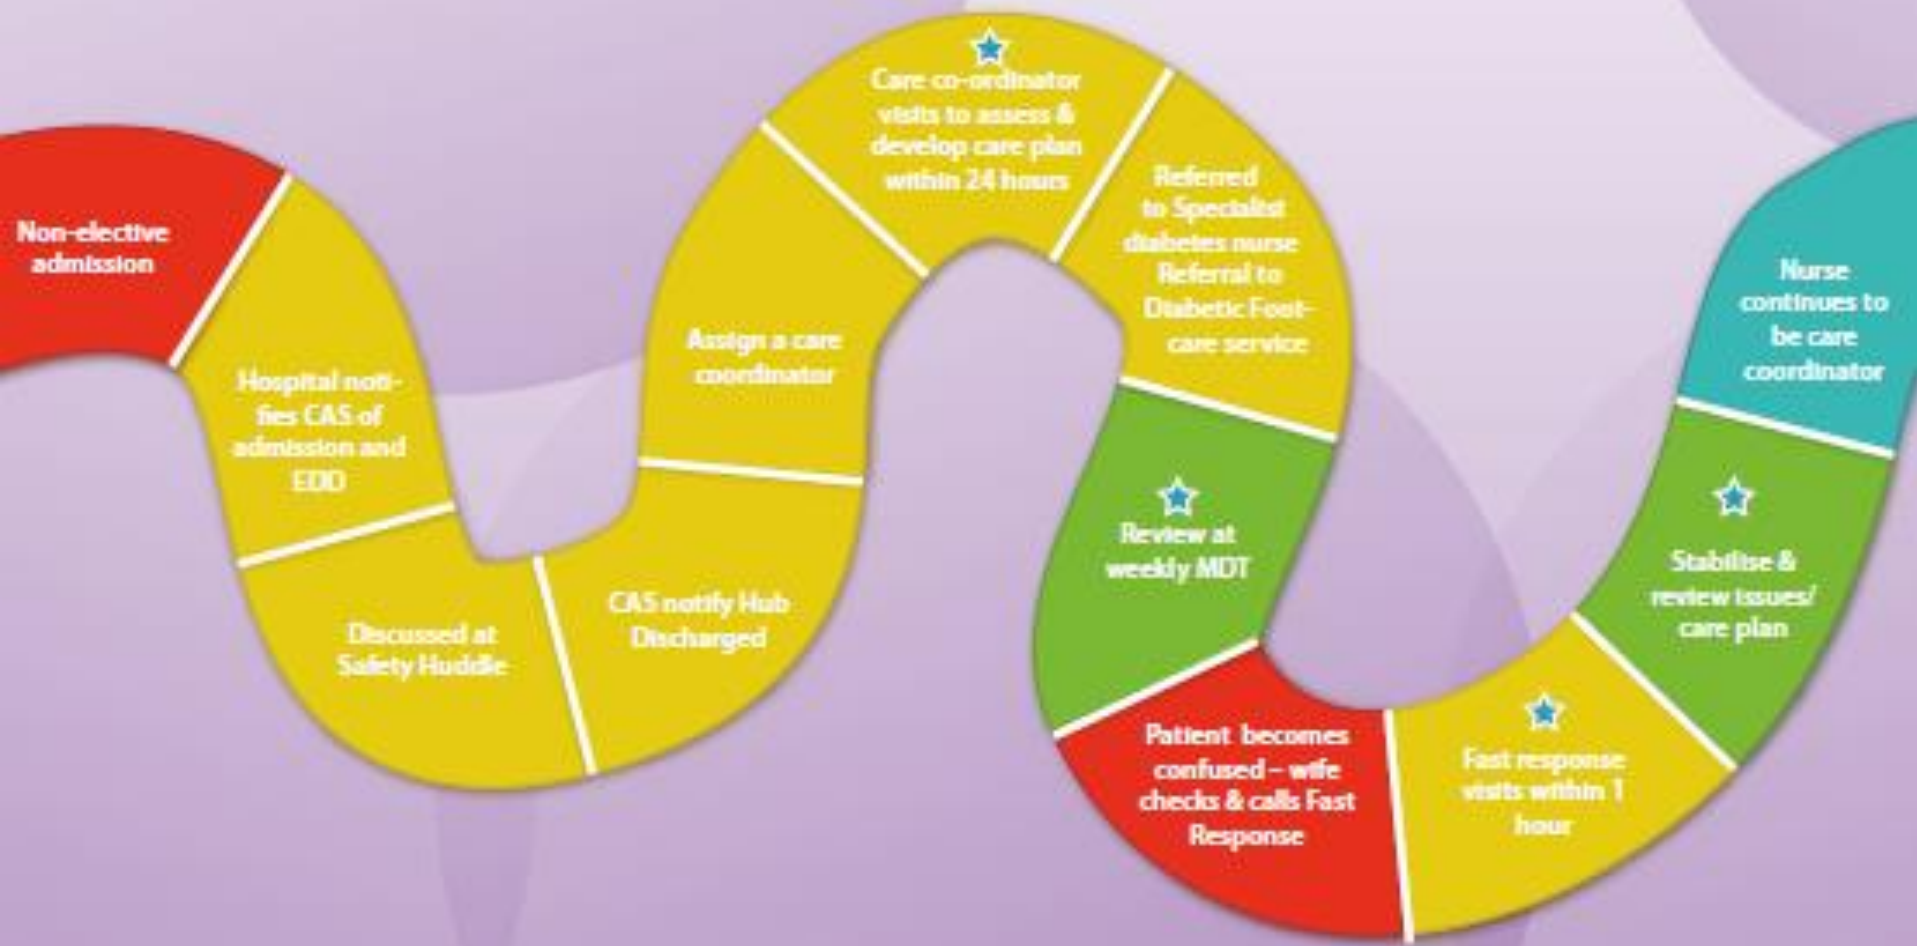 Non-elective
admission
Hospital noti-
fies CAS of
admission and
EDD
Discussed at
Safety Huddle
CAS notify Hub
Discharged
Assign a care
coordinator
Care co-ordinator
visits to assess &
develop care plan
within 24 hours
Referred
to Specialist
diabetes nurse
Referral to
Diabetic Foot-
care service
Review at
weekly MDT
Patient becomes
confused – wife
checks & calls Fast
Response
Fast response
visits within 1
hour
Stabilise &
review issues/
care plan
Nurse
continues to
be care
coordinator